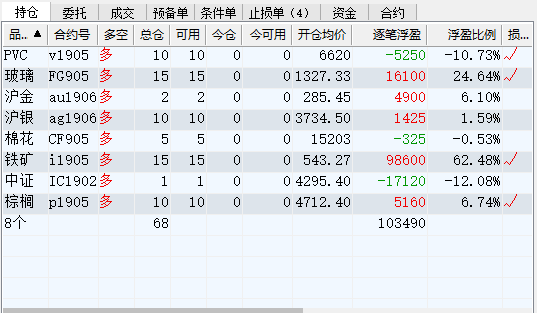 持仓 委托 成交 预备单 条件单 止损单（4） 资金 合约
品.. ▲ 合约号 多空 总仓 可用 今仓 今可用 开仓均价 逐笔浮盈 浮盈比例 损...
PVC v1905 多 10 10 0 0 6620 -5250 -10.73%
玻璃 FG905 多 15 15 0 0 1327.33 16100 24.64%
沪金 au1906 多 2 2 0 0 285.45 4900 6.10%
沪银 ag1906 多 10 10 0 0 3734.50 1425 1.59%
棉花 CF905 多 5 5 0 0 15203 -325 -0.53%
铁矿 i1905 多 15 15 0 0 543.27 98600 62.48%
中证 IC1902 多 1 1 0 0 4295.40 -17120 -12.08%
棕榈 p1905 多 10 10 0 0 4712.40 5160 6.74%
8个 68 103490